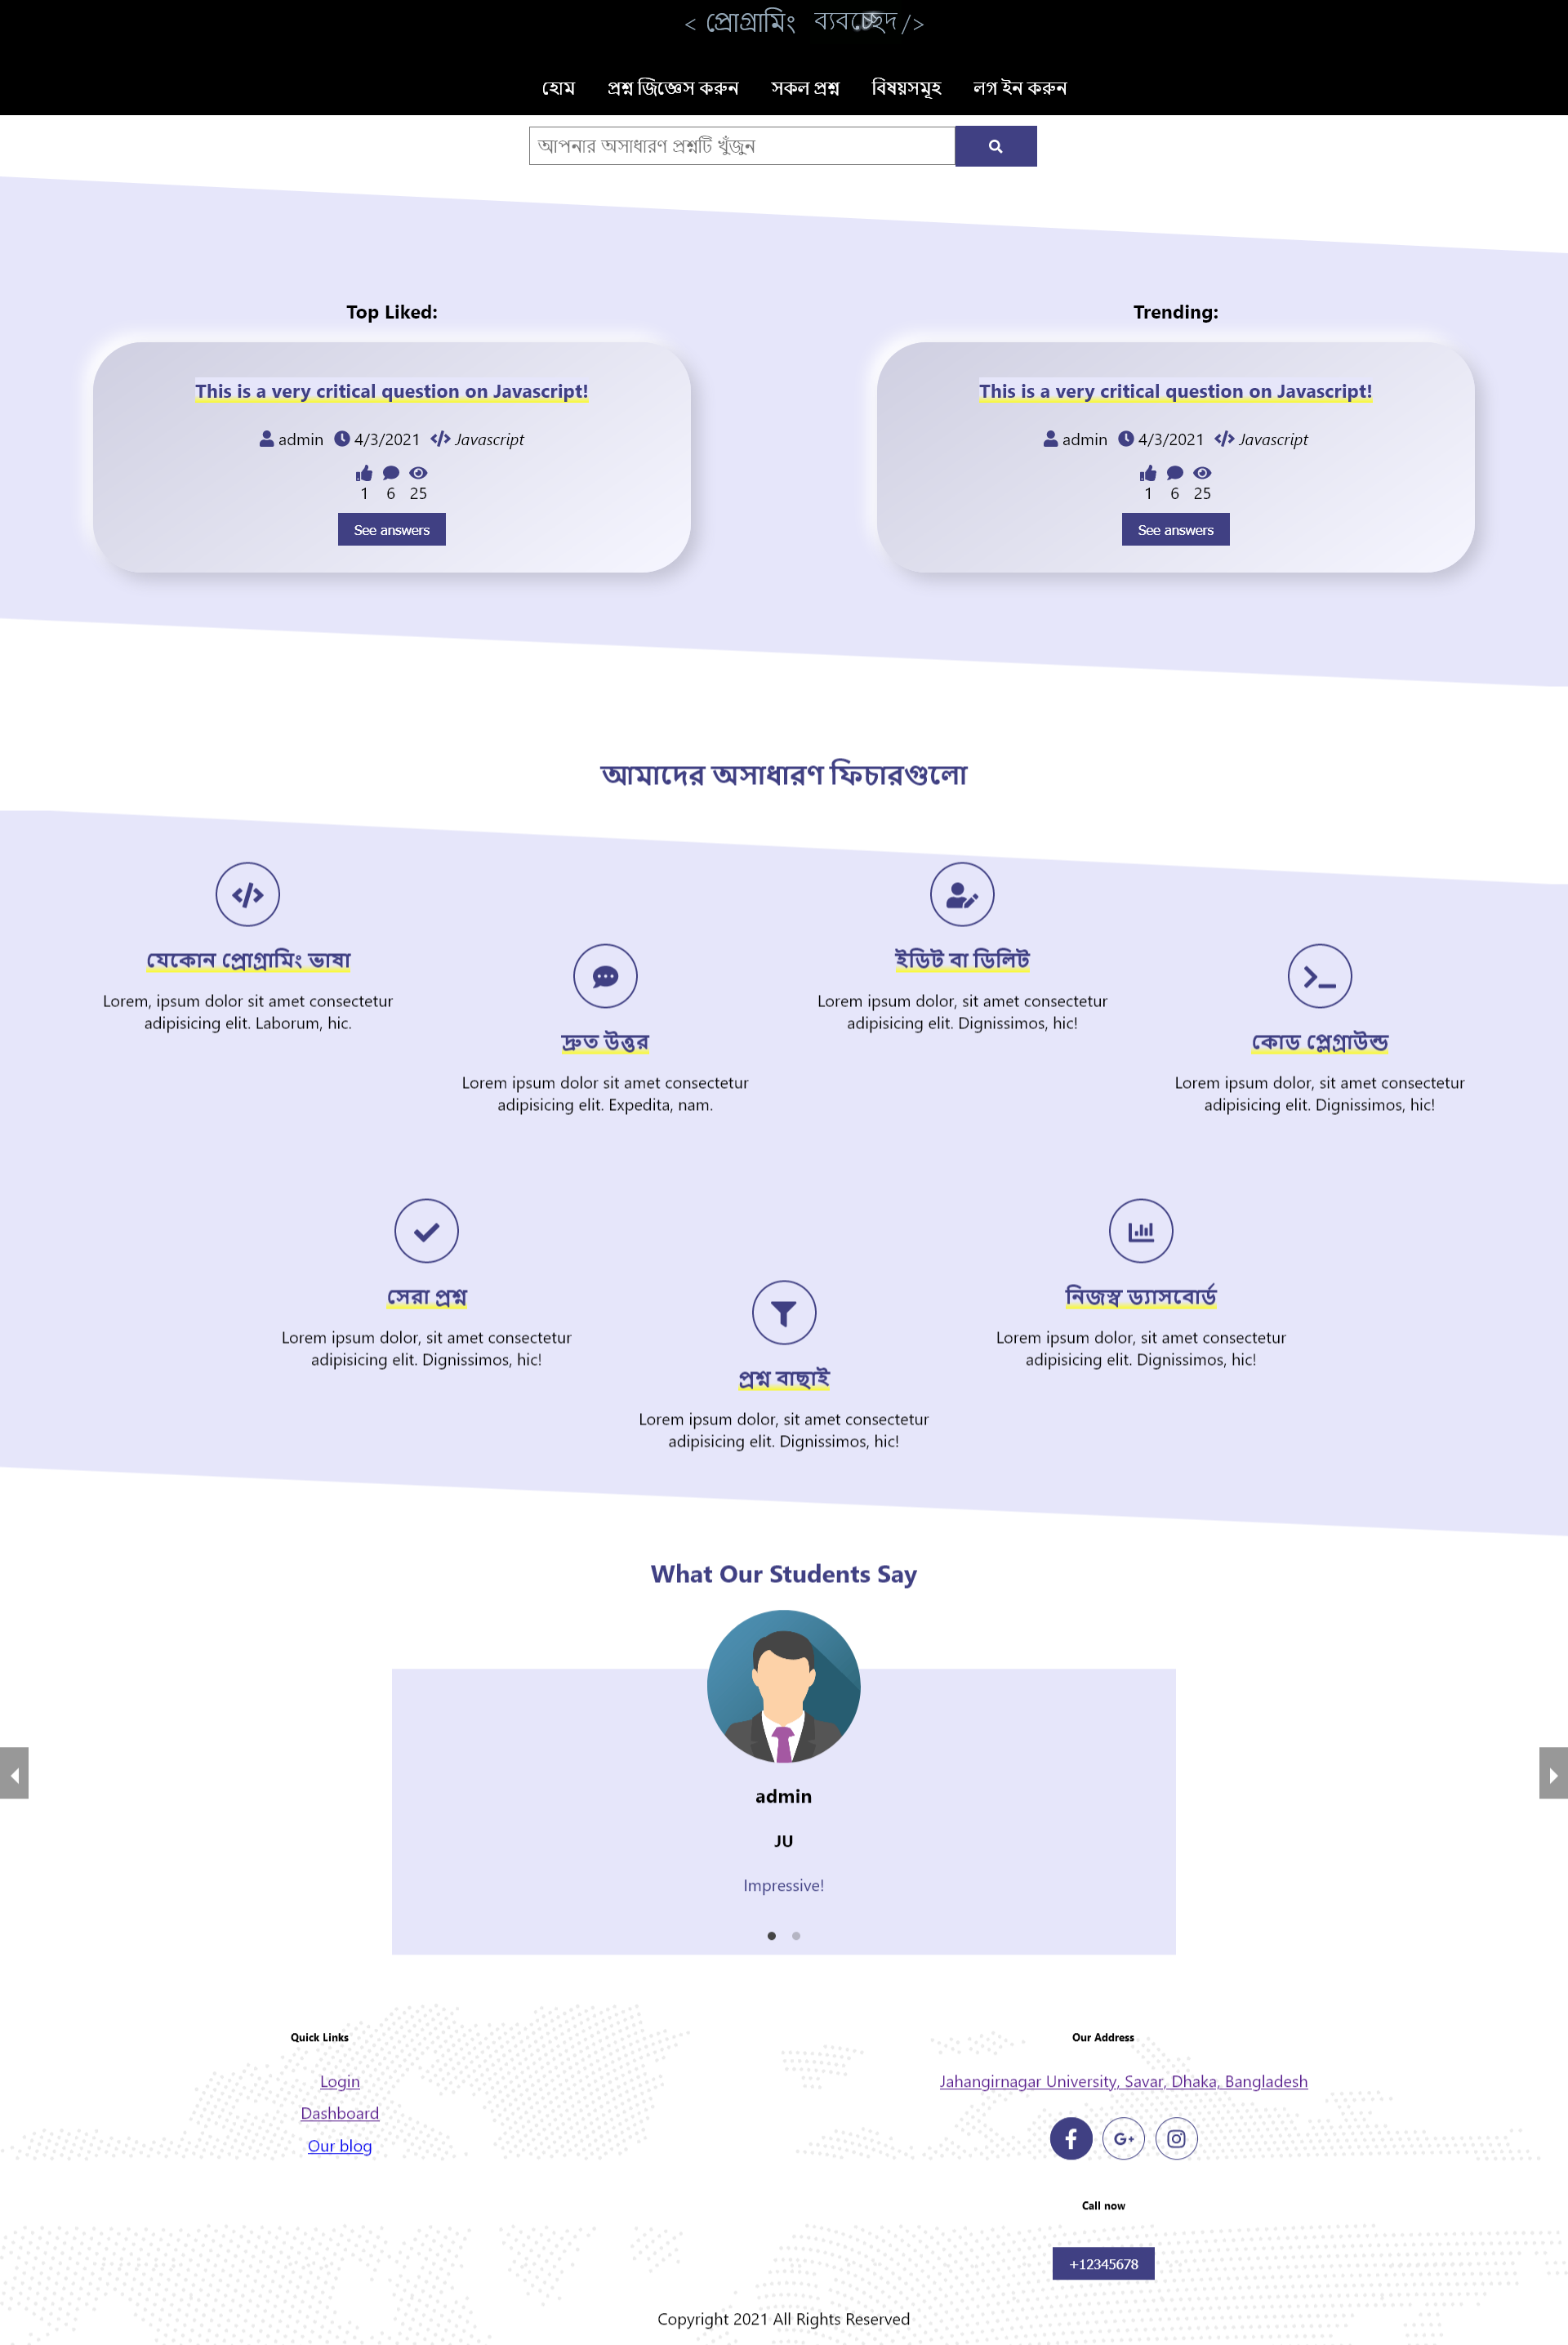 < প্রোগ্রামিং ব্যবচ্ছেদ />
হোম প্রশ্ন জিজ্ঞেস করুন সকল প্রশ্ন বিষয়সমূহ লগ ইন করুন
আপনার অসাধারণ প্রশ্নটি খুঁজুন
Top Liked:
This is a very critical question on Javascript!
admin 4/3/2021 Javascript
1 6 25
See answers
Trending:
This is a very critical question on Javascript!
admin 4/3/2021 Javascript
1 6 25
See answers
আমাদের অসাধারণ ফিচারগুলো
যেকোন প্রোগ্রামিং ভাষা
Lorem, ipsum dolor sit amet consectetur
adipisicing elit. Laborum, hic.
দ্রুত উত্তর
Lorem ipsum dolor sit amet consectetur
adipisicing elit. Expedita, nam.
ইডিট বা ডিলিট
Lorem ipsum dolor, sit amet consectetur
adipisicing elit. Dignissimos, hic!
কোড প্লেগ্রাউন্ড
Lorem ipsum dolor, sit amet consectetur
adipisicing elit. Dignissimos, hic!
সেরা প্রশ্ন
Lorem ipsum dolor, sit amet consectetur
adipisicing elit. Dignissimos, hic!
প্রশ্ন বাছাই
Lorem ipsum dolor, sit amet consectetur
adipisicing elit. Dignissimos, hic!
নিজস্ব ড্যাসবোর্ড
Lorem ipsum dolor, sit amet consectetur
adipisicing elit. Dignissimos, hic!
What Our Students Say
admin
JU
Impressive!
Quick Links
Login
Dashboard
Our blog
Our Address
Jahangirnagar University, Savar, Dhaka, Bangladesh
Call now
+12345678
Copyright 2021 All Rights Reserved